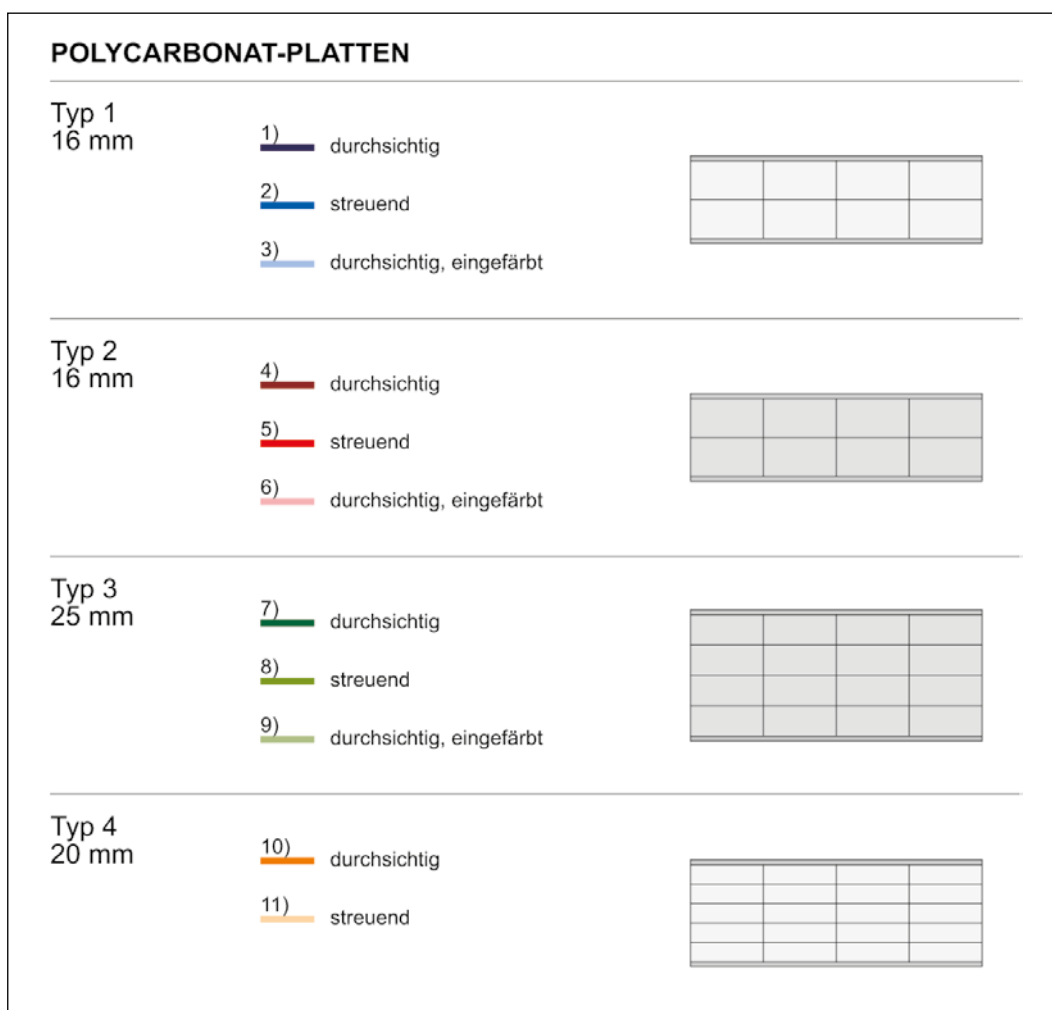 POLYCARBONAT-PLATTEN
Typ 1
16 mm
1) durchsichtig
2) streuend
3) durchsichtig, eingefärbt
Typ 2
16 mm
4) durchsichtig
5) streuend
6) durchsichtig, eingefärbt
Typ 3
25 mm
7) durchsichtig
8) streuend
9) durchsichtig, eingefärbt
Typ 4
20 mm
10) durchsichtig
11) streuend